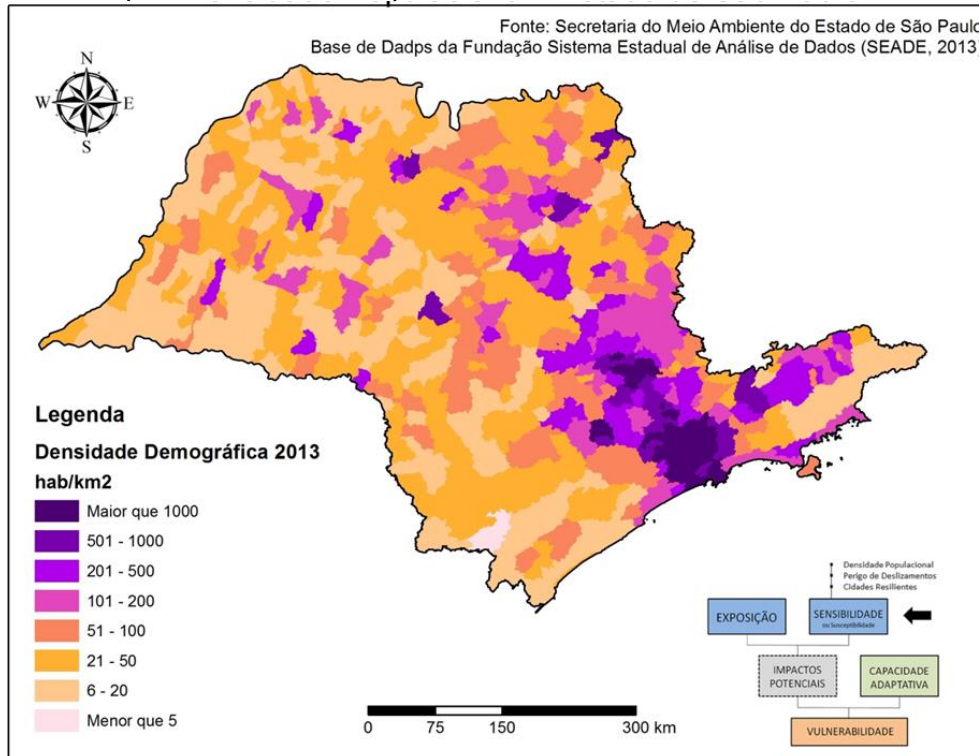 Fonte: Secretaria do Meio Ambiente do Estado de São Paulo
Base de Dadps da Fundação Sistema Estadual de Análise de Dados (SEADE, 2013)
N
W E
S
Legenda
Densidade Demográfica 2013
hab/km2
Maior que 1000
501 - 1000
201 - 500
101 - 200
51 - 100
21 - 50
6 - 20
Menor que 5
0 75 150 300 km
Densidade Populacional
Perigo de Deslizamentos
Cidades Resilientes
EXPOSIÇÃO
SENSIBILIDADE
ou Susceptibilidade
IMPACTOS
POTENCIAIS
CAPACIDADE
ADAPTATIVA
VULNERABILIDADE